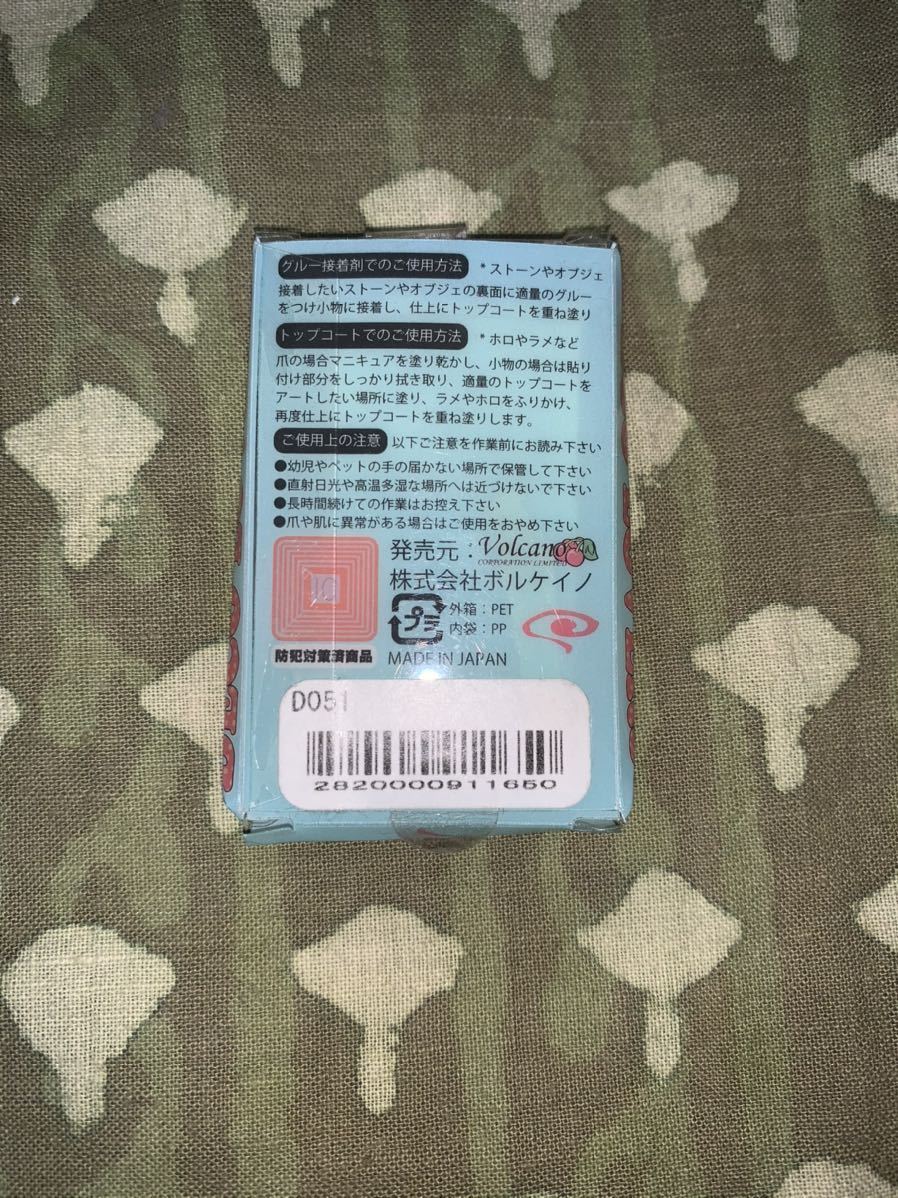 グルー接着剤でのご使用方法 *ストーンやオブジェ
接着したいストーンやオブジェの裏面に適量のグルー
をつけ小物に接着し、仕上にトップコートを重ね塗り
トップコートでのご使用方法 *ホロやラメなど
爪の場合マニキュアを塗り乾かし、小物の場合は貼り
付け部分をしっかり拭き取り、適量のトップコートを
アートしたい場所に塗り、ラメやホロをふりかけ、
再度仕上にトップコートを重ね塗りします。
ご使用上の注意 以下ご注意を作業前にお読み下さい
●幼児やペットの手の届かない場所で保管して下さい
●直射日光や高温多湿な場所へは近づけないで下さい
●長時間続けての作業はお控え下さい
●爪や肌に異常がある場合はご使用をおやめ下さい
発売元:Volcano
CORPORATION LIMITED
株式会社ボルケイノ
プラ
外箱:PET
内袋:PP
防犯対策済商品
MADE IN JAPAN
D051
2820000911650